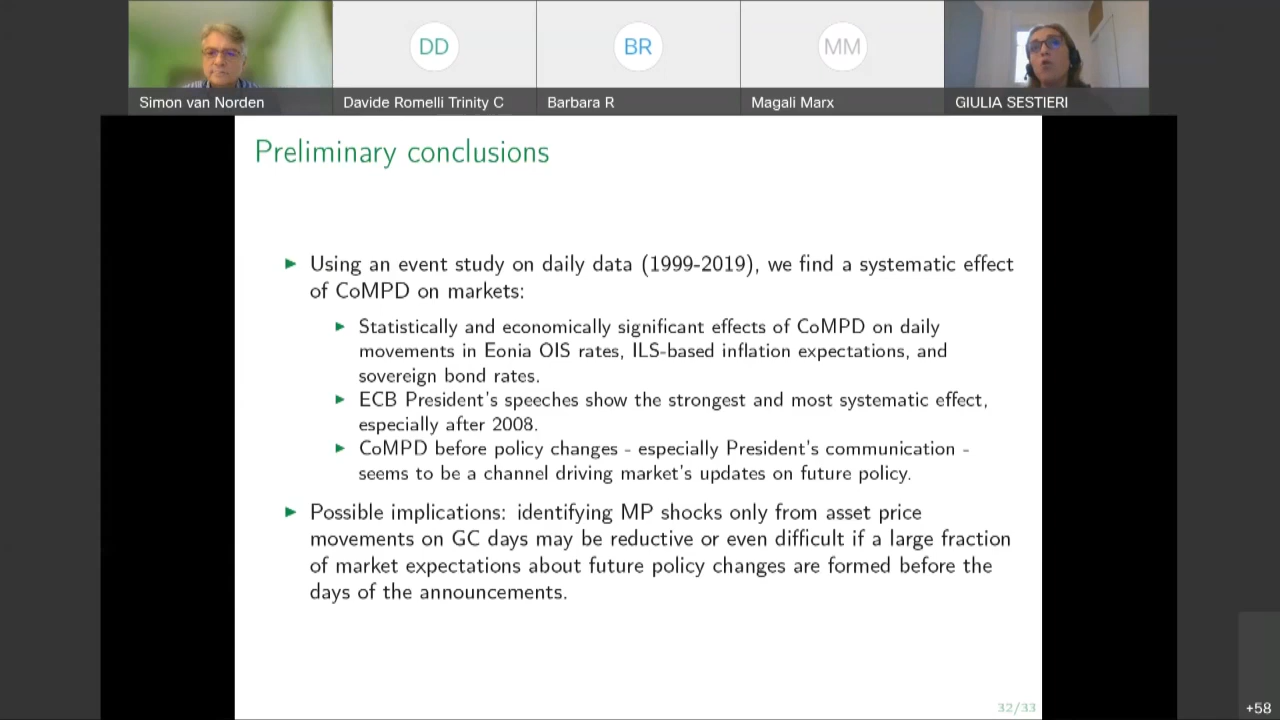 DD
BR
MM
Simon van Norden
Davide Romelli Trinity C
Barbara R
Magali Marx
GIULIA SESTIERI
Preliminary conclusions
Using an event study on daily data (1999-2019), we find a systematic effect
of CoMPD on markets:
Statistically and economically significant effects of CoMPD on daily
movements in Eonia OIS rates, ILS-based inflation expectations, and
sovereign bond rates.
ECB President's speeches show the strongest and most systematic effect,
especially after 2008.
CoMPD before policy changes - especially President's communication -
seems to be a channel driving market's updates on future policy.
Possible implications: identifying MP shocks only from asset price
movements on GC days may be reductive or even difficult if a large fraction
of market expectations about future policy changes are formed before the
days of the announcements.
32/33
+58